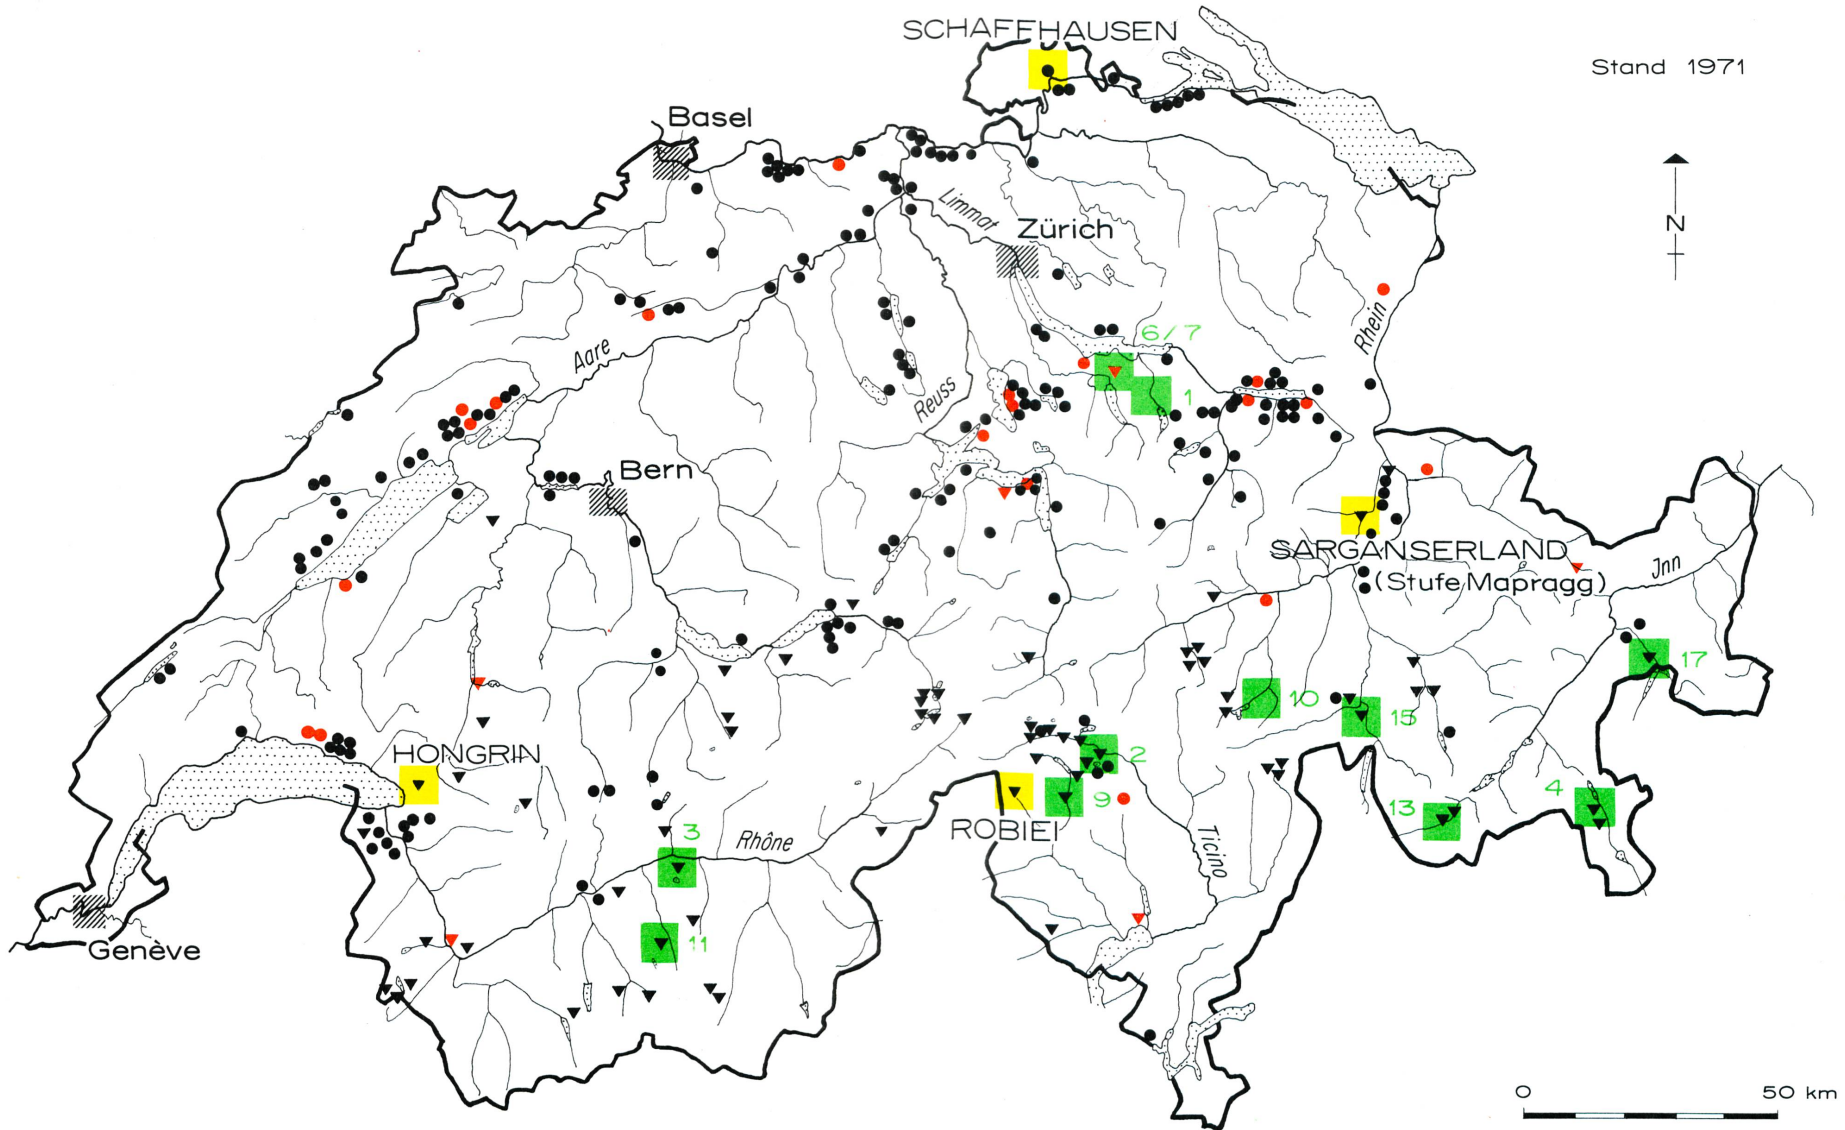 SCHAFFHAUSEN
Stand 1971
Basel
Limmat
Zürich
N
Rhein
6/7
Aare
1
Reuss
Bern
SARGANSERLAND
(Stufe Mapragg)
Jnn
17
10
15
HONGRIN
2
9
4
13
ROBIEI
3
Rhône
Ticino
11
Genève
0 50 km